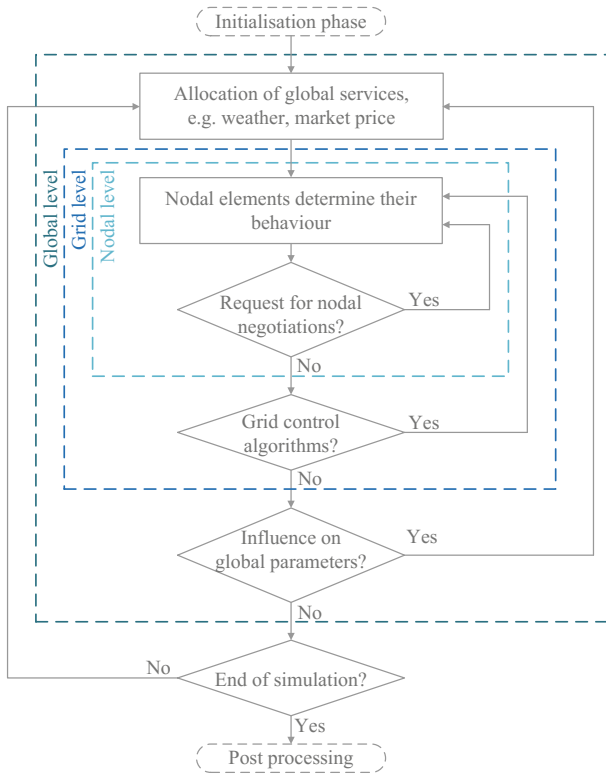 Initialisation phase
Allocation of global services,
e.g. weather, market price
Global level
Grid level
Nodal level
Nodal elements determine their
behaviour
Request for nodal
negotiations?
Yes
No
Grid control
algorithms?
Yes
No
Influence on
global parameters?
Yes
No
End of simulation?
No
Yes
Post processing